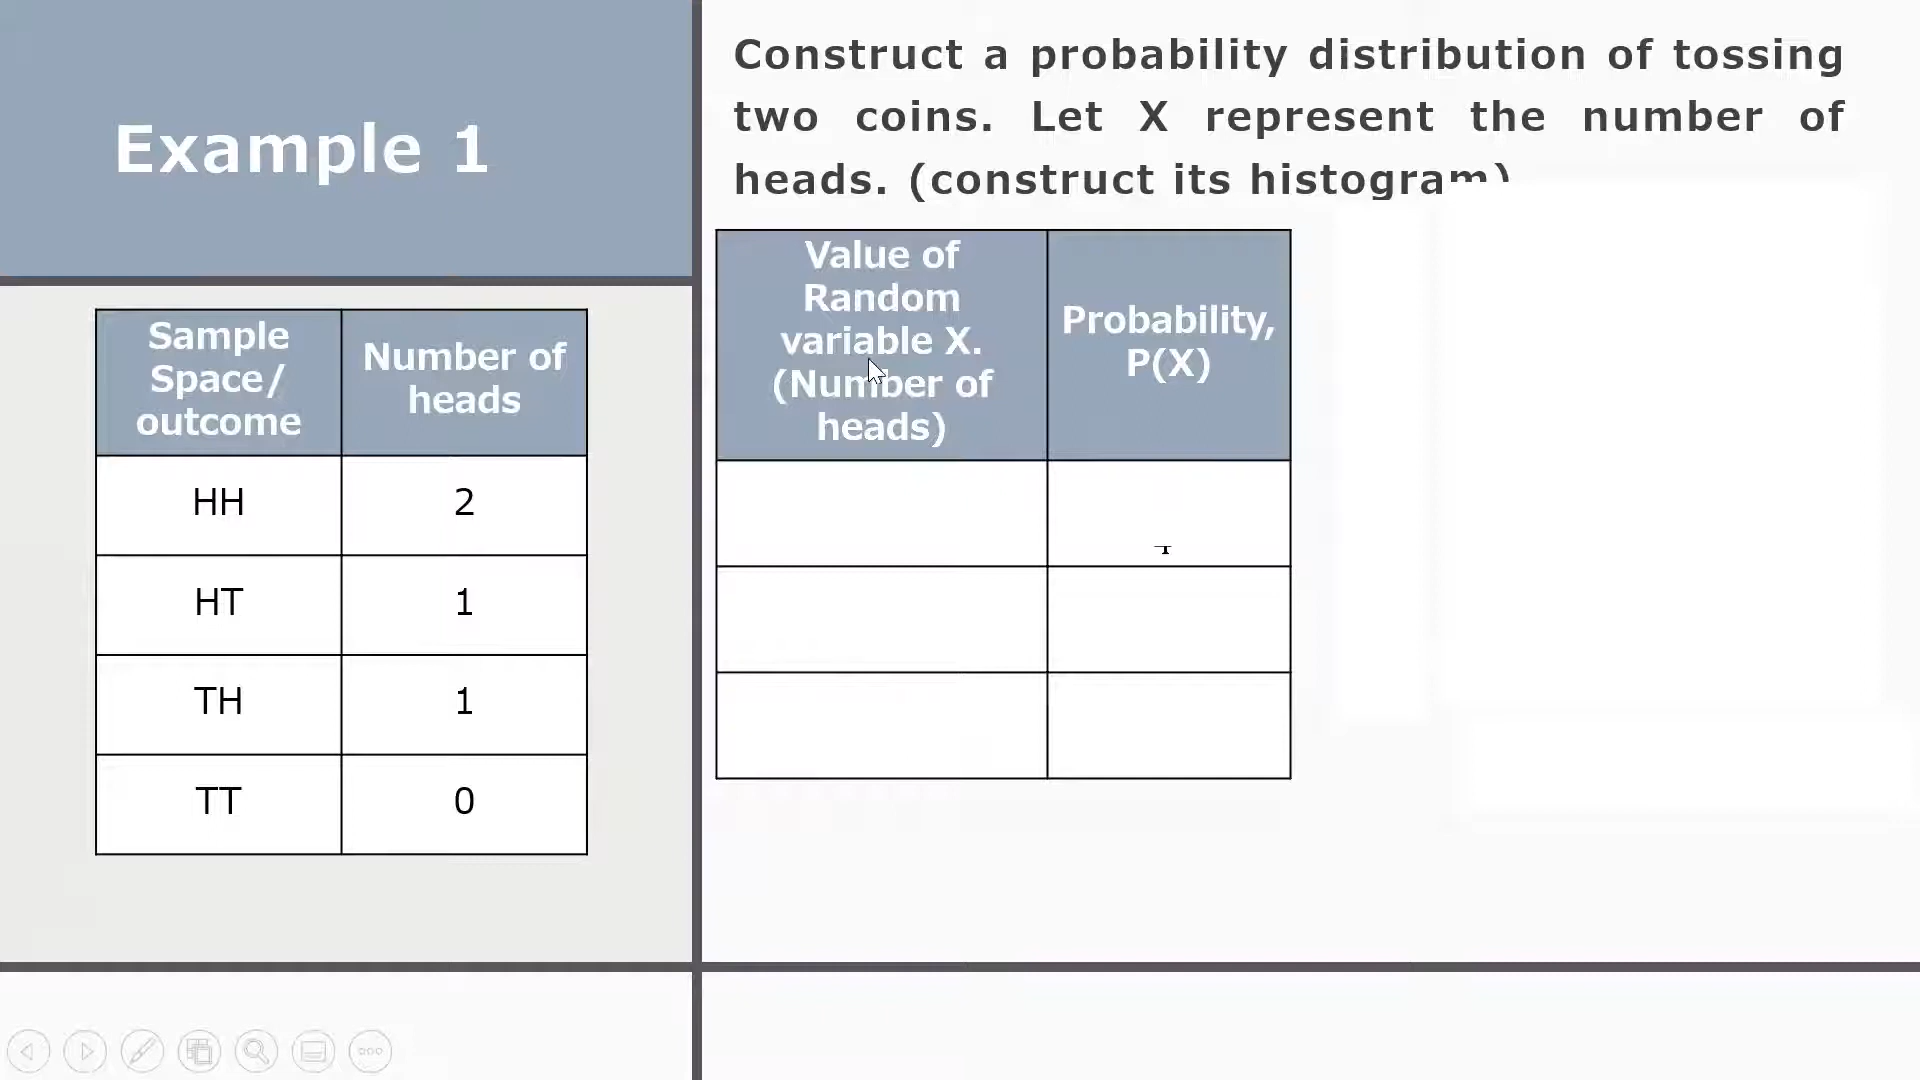 Example 1
Construct a probability distribution of tossing
two coins. Let X represent the number of
heads. (construct its histogram)
Sample
Space/
outcome
Number of
heads
HH
2
HT
1
TH
1
TT
0
Value of
Random
variable X.
(Number of
heads)
Probability,
P(X)